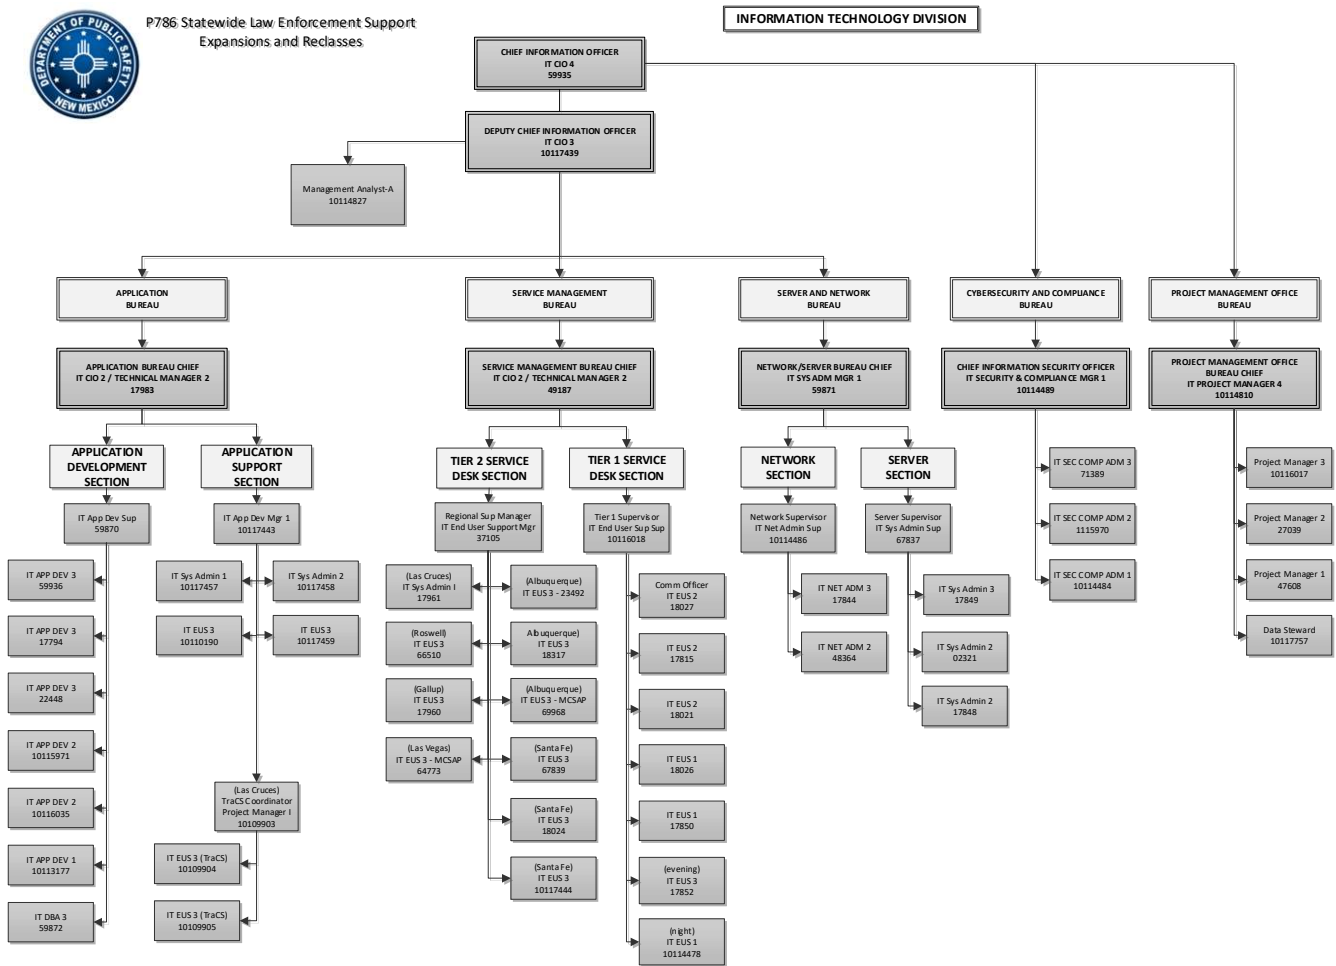 DEPARTMENT OF PUBLIC SAFETY
NEW MEXICO
P786 Statewide Law Enforcement Support
Expansions and Reclasses
INFORMATION TECHNOLOGY DIVISION
CHIEF INFORMATION OFFICER
IT CIO 4
59935
DEPUTY CHIEF INFORMATION OFFICER
IT CIO 3
10117439
Management Analyst-A
10114827
APPLICATION
BUREAU
SERVICE MANAGEMENT
BUREAU
SERVER AND NETWORK
BUREAU
CYBERSECURITY AND COMPLIANCE
BUREAU
PROJECT MANAGEMENT OFFICE
BUREAU
APPLICATION BUREAU CHIEF
IT CIO 2 / TECHNICAL MANAGER 2
17983
SERVICE MANAGEMENT BUREAU CHIEF
IT CIO 2 / TECHNICAL MANAGER 2
49187
NETWORK/SERVER BUREAU CHIEF
IT SYS ADM MGR 1
59871
CHIEF INFORMATION SECURITY OFFICER
IT SECURITY & COMPLIANCE MGR 1
10114489
PROJECT MANAGEMENT OFFICE
BUREAU CHIEF
IT PROJECT MANAGER 4
10114810
APPLICATION
DEVELOPMENT
SECTION
IT App Dev Sup
59870
IT APP DEV 3
59936
IT APP DEV 3
17794
IT APP DEV 3
22448
IT APP DEV 2
10115971
IT APP DEV 2
10116035
IT APP DEV 1
10113177
IT DBA 3
59872
APPLICATION
SUPPORT
SECTION
IT App Dev Mgr 1
10117443
IT Sys Admin 1
10117457
IT Sys Admin 2
10117458
IT EUS 3
10110190
IT EUS 3
10117459
(Las Cruces)
TraCS Coordinator
Project Manager I
10109903
IT EUS 3 (TraCS)
10109904
IT EUS 3 (TraCS)
10109905
TIER 2 SERVICE
DESK SECTION
Regional Sup Manager
IT End User Support Mgr
37105
(Las Cruces)
IT Sys Admin I
17961
(Albuquerque)
IT EUS 3 - 23492
(Roswell)
IT EUS 3
66510
Albuquerque)
IT EUS 3
18317
(Gallup)
IT EUS 3
17960
(Albuquerque)
IT EUS 3 - MCSAP
69968
(Las Vegas)
IT EUS 3 - MCSAP
64773
(Santa Fe)
IT EUS 3
67839
(Santa Fe)
IT EUS 3
18024
(Santa Fe)
IT EUS 3
10117444
TIER 1 SERVICE
DESK SECTION
Tier 1 Supervisor
IT End User Sup Sup
10116018
Comm Officer
IT EUS 2
18027
IT EUS 2
17815
IT EUS 2
18021
IT EUS 1
18026
IT EUS 1
17850
(evening)
IT EUS 3
17852
(night)
IT EUS 1
10114478
NETWORK
SECTION
Network Supervisor
IT Net Admin Sup
10114486
IT NET ADM 3
17844
IT NET ADM 2
48364
SERVER
SECTION
Server Supervisor
IT Sys Admin Sup
67837
IT Sys Admin 3
17849
IT Sys Admin 2
02321
IT Sys Admin 2
17848
IT SEC COMP ADM 3
71389
IT SEC COMP ADM 2
1115970
IT SEC COMP ADM 1
10114484
Project Manager 3
10116017
Project Manager 2
27039
Project Manager 1
47608
Data Steward
10117757